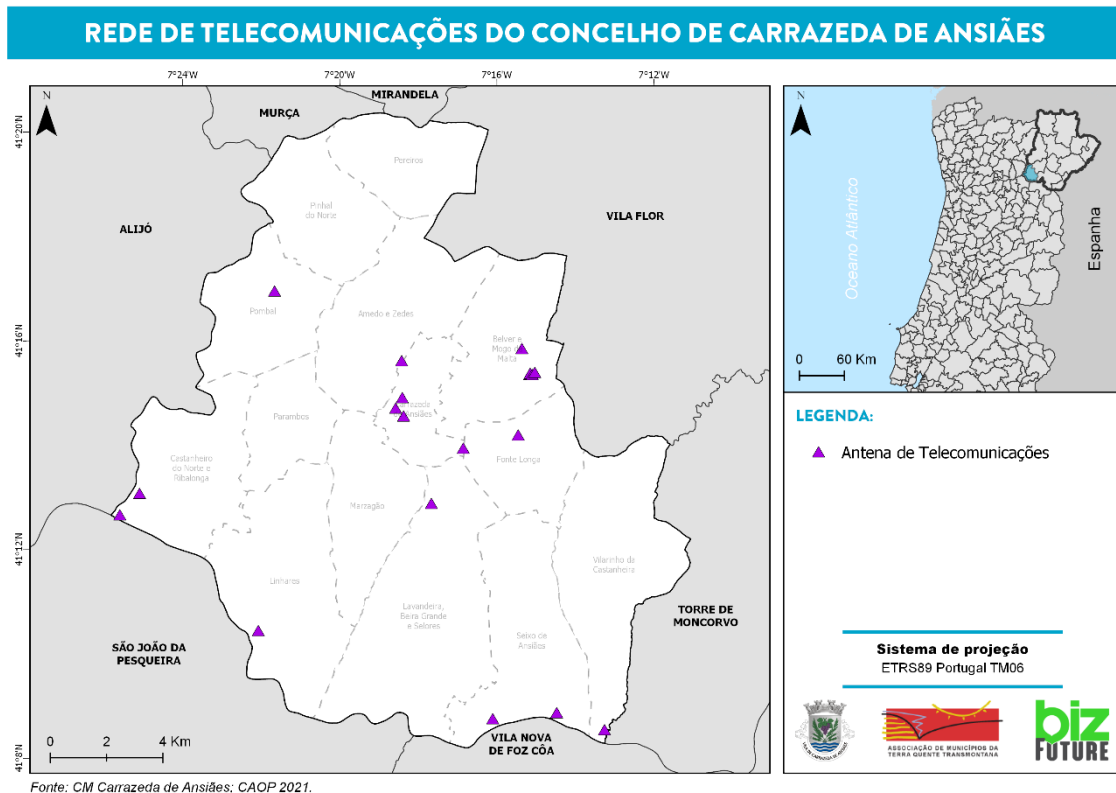 REDE DE TELECOMUNICAÇÕES DO CONCELHO DE CARRAZEDA DE ANSIÃES
7°24'W
7°20'W
7°16'W
7°12'W
41°20'N
41°16'N
41°12'N
41°8'N
N
MIRANDELA
MURÇA
ALIJÓ
VILA FLOR
Pereiros
Pinhal
do Norte
Pombal
Amedo e Zedes
Belver e
Mogo de
Malta
Carrazeda
de Ansiães
Parambos
Fonte Longa
Castanheiro
do Norte e
Ribalonga
Marzagão
Linhares
Lavandeira,
Beira Grande
e Selores
Seixo de
Ansiães
Vilarinho da
Castanheira
TORRE DE
MONCORVO
SÃO JOÃO DA
PESQUEIRA
VILA NOVA
DE FOZ CÔA
0 2 4 Km
N
Oceano Atlântico
Espanha
0 60 Km
LEGENDA:
Antena de Telecomunicações
Sistema de projeção
ETRS89 Portugal TM06
VILA DE CARRAZEDA DE ANSIÃES
ASSOCIAÇÃO DE MUNICÍPIOS DA
TERRA QUENTE TRANSMONTANA
biz
FUTURE
Fonte: CM Carrazeda de Ansiães; CAOP 2021.